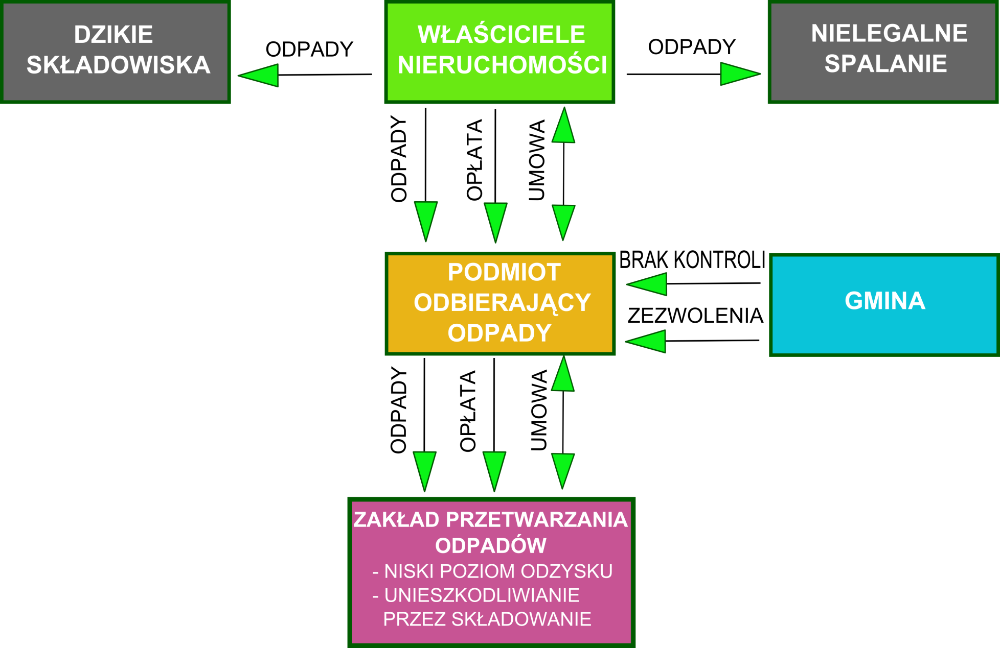 DZIKIE
SKŁADOWISKA
ODPADY
WŁAŚCICIELE
NIERUCHOMOŚCI
ODPADY
NIELEGALNE
SPALANIE
ODPADY
OPŁATA
UMOWA
PODMIOT
ODBIERAJĄCY
ODPADY
BRAK KONTROLI
ZEZWOLENIA
GMINA
ODPADY
OPŁATA
UMOWA
ZAKŁAD PRZETWARZANIA
ODPADÓW
- NISKI POZIOM ODZYSKU
- UNIESZKODLIWIANIE
PRZEZ SKŁADOWANIE